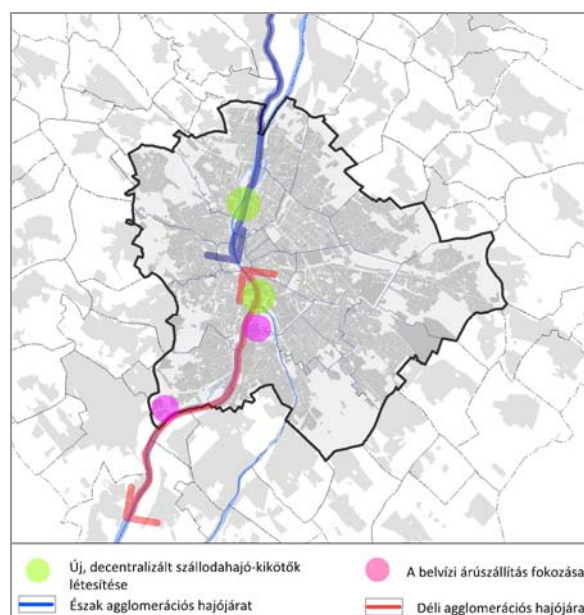 Új, decentralizált szállodahajó-kikötők
létesítése
A belvízi árúszállítás fokozása
Észak agglomerációs hajójárat
Déli agglomerációs hajójárat